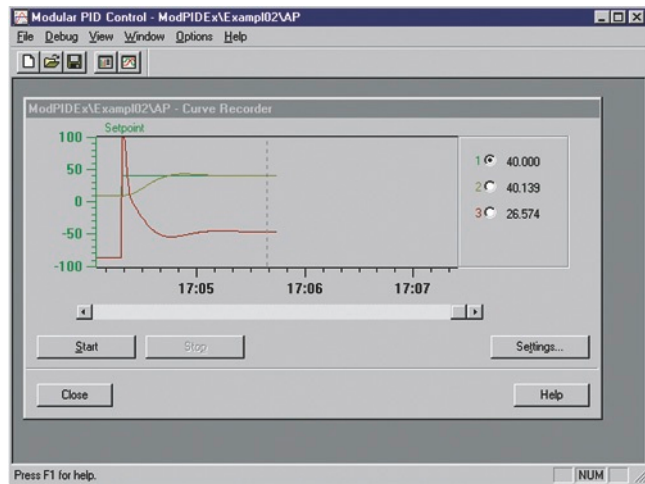 Modular PID Control - ModPIDEx\Exampl02\AP
File Debug View Window Options Help
ModPIDEx\Exampl02\AP - Curve Recorder
Setpoint
100
50
0
-50
-100
17:05 17:06 17:07
1 40.000
2 40.139
3 26.574
Start Stop Settings...
Close Help
Press F1 for help. NUM